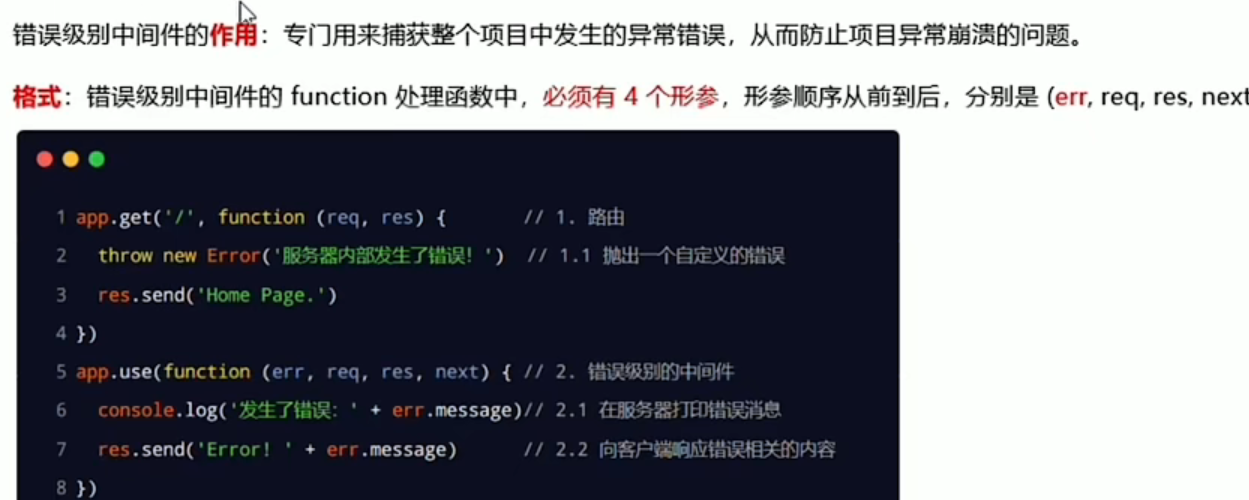 错误级别中间件的作用：专门用来捕获整个项目中发生的异常错误，从而防止项目异常崩溃的问题。
格式：错误级别中间件的 function 处理函数中，必须有 4 个形参，形参顺序从前到后，分别是 (err, req, res, next
1 app.get('/', function (req, res) { // 1. 路由
2 throw new Error('服务器内部发生了错误！') // 1.1 抛出一个自定义的错误
3 res.send('Home Page.')
4 })
5 app.use(function (err, req, res, next) { // 2. 错误级别的中间件
6 console.log('发生了错误：' + err.message)// 2.1 在服务器打印错误消息
7 res.send('Error! ' + err.message) // 2.2 向客户端响应错误相关的内容
8 })